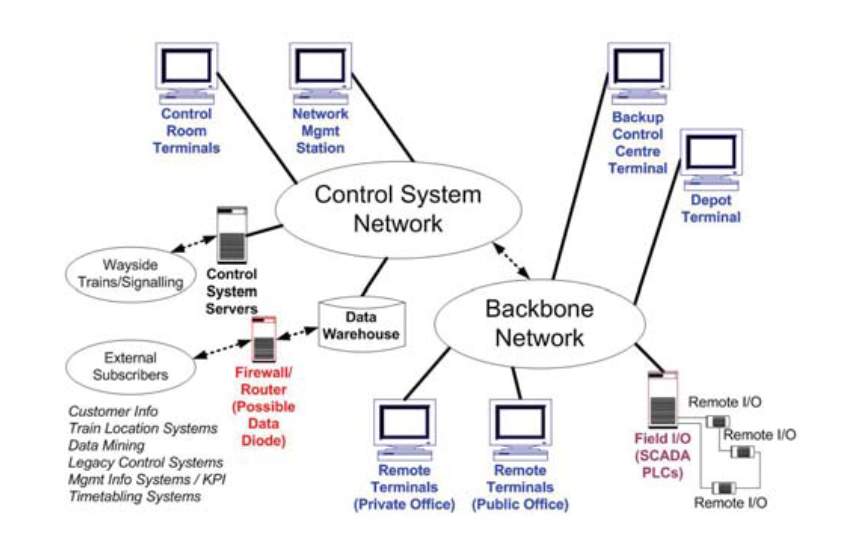 Control
Room
Terminals
Network
Mgmt
Station
Backup
Control
Centre
Terminal
Depot
Terminal
Control System
Network
Wayside
Trains/Signalling
Control
System
Servers
Data
Warehouse
Backbone
Network
External
Subscribers
Firewall/
Router
(Possible
Data
Diode)
Customer Info
Train Location Systems
Data Mining
Legacy Control Systems
Mgmt Info Systems / KPI
Timetabling Systems
Remote
Terminals
(Private Office)
Remote
Terminals
(Public Office)
Field I/O
(SCADA
PLCs)
Remote I/O
Remote I/O
Remote I/O